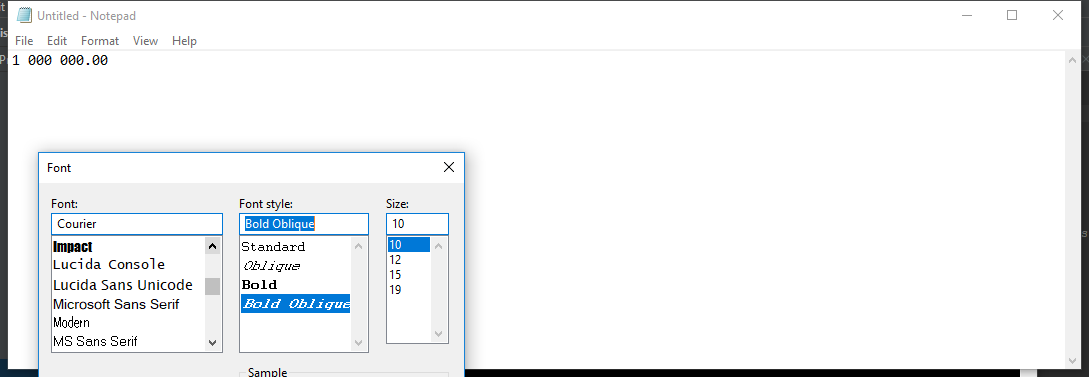 Untitled - Notepad
File Edit Format View Help
1 000 000.00
Font
Font: Font style: Size:
Courier Bold Oblique 10
Impact
Lucida Console
Lucida Sans Unicode
Microsoft Sans Serif
Modern
MS Sans Serif
Standard
Oblique
Bold
Bold Oblique
10
12
15
19
Sample